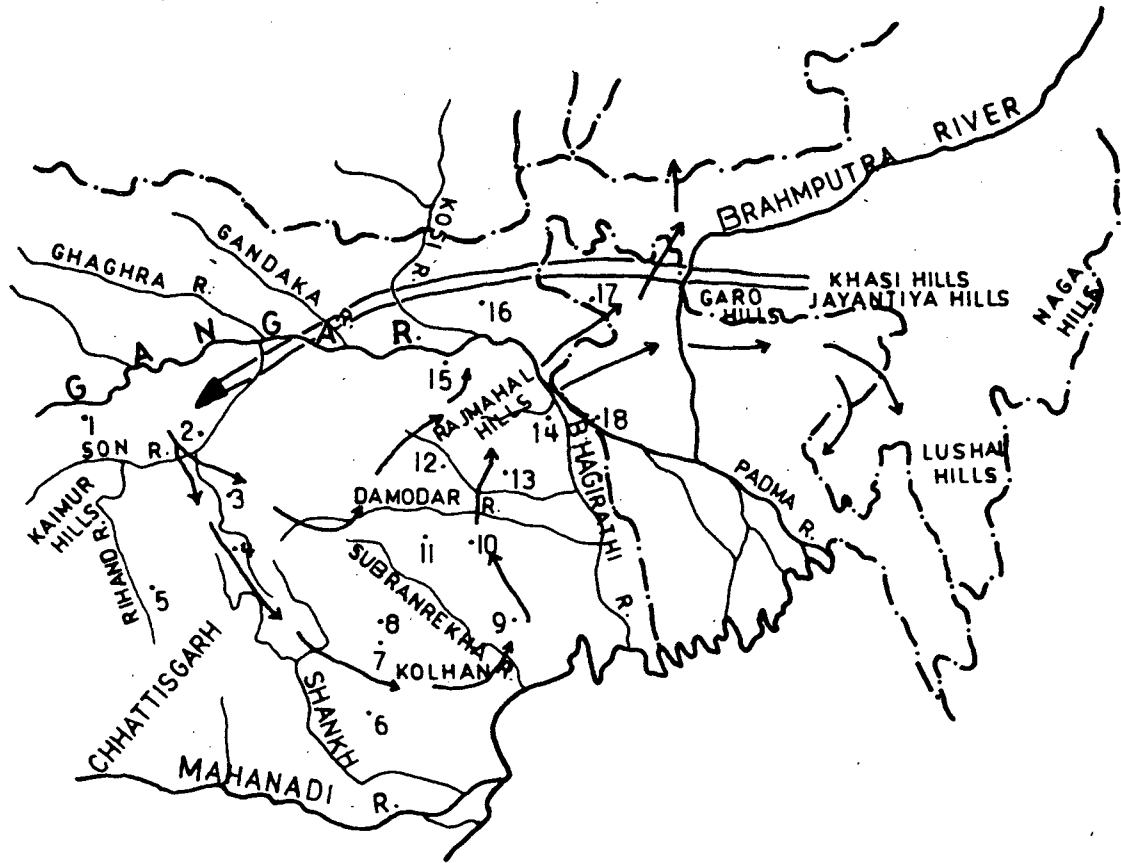 BRAHMPUTRA RIVER
KOSI R.
GANDAKA R.
GHAGHRA R.
GANGA R.
KHASI HILLS
JAYANTIYA HILLS
GARO HILLS
NAGA HILLS
16
17
15
1
2
SON R.
RAJMAHAL HILLS
14
18
BHAGIRATHI R.
LUSHAI HILLS
12
13
PADMA R.
3
DAMODAR R.
KAIMUR HILLS
RIHAND R.
4
11
10
SUBRANREKHA R.
5
8
9
7
KOLHAN
CHHATTISGARH
SHANKH
6
MAHANADI R.